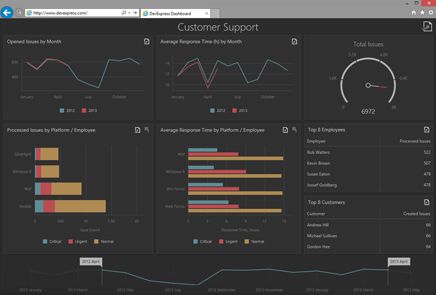 http://www.devexpress.com/
DevExpress Dashboard
Customer Support
Opened Issues by Month
Average Response Time (h) by Month
Total Issues
January
April
July
October
2012
2013
January
April
July
October
2012
2013
6972
Processed Issues by Platform / Employee
Average Response Time by Platform / Employee
Critical
Urgent
Normal
Critical
Urgent
Normal
Top 8 Employees
Employee
Processed Issues
Rob Walters
522
Kevin Brown
507
Susan Eaton
479
Jossef Goldberg
478
Top 8 Customers
Customer
Created Issues
Andrew Hill
68
Michael Sullivan
66
Gordon Hee
66
2012 April
2013 April
2012 January
2012 March
2012 May
2012 July
2012 September
2012 November
2013 January
2013 March
2013 May